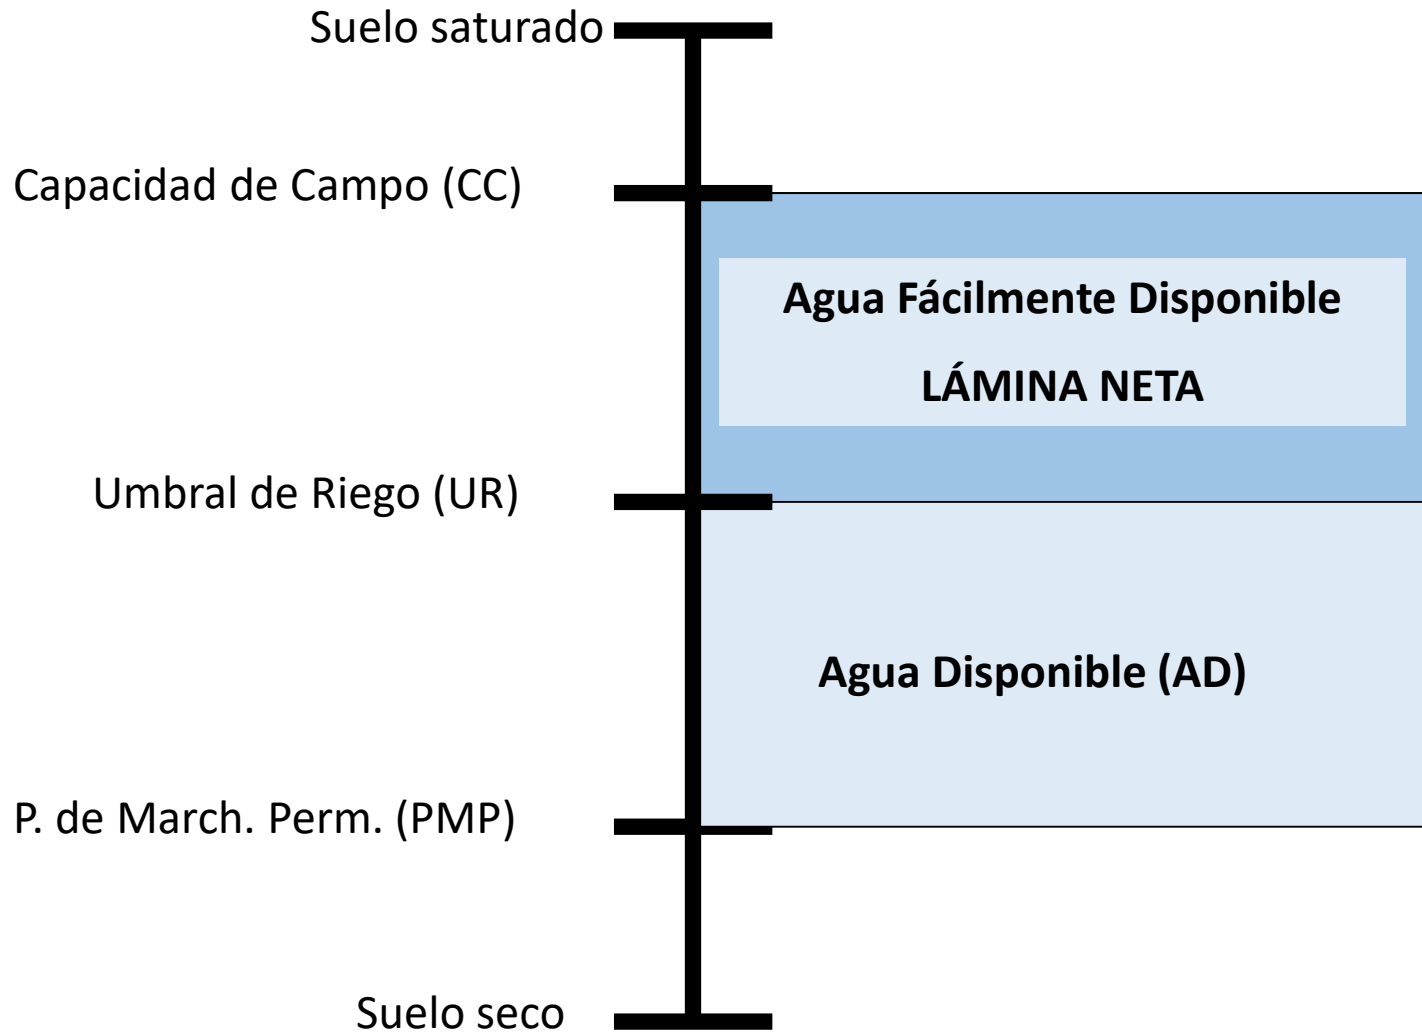 Suelo saturado
Capacidad de Campo (CC)
Agua Fácilmente Disponible
LÁMINA NETA
Umbral de Riego (UR)
Agua Disponible (AD)
P. de March. Perm. (PMP)
Suelo seco